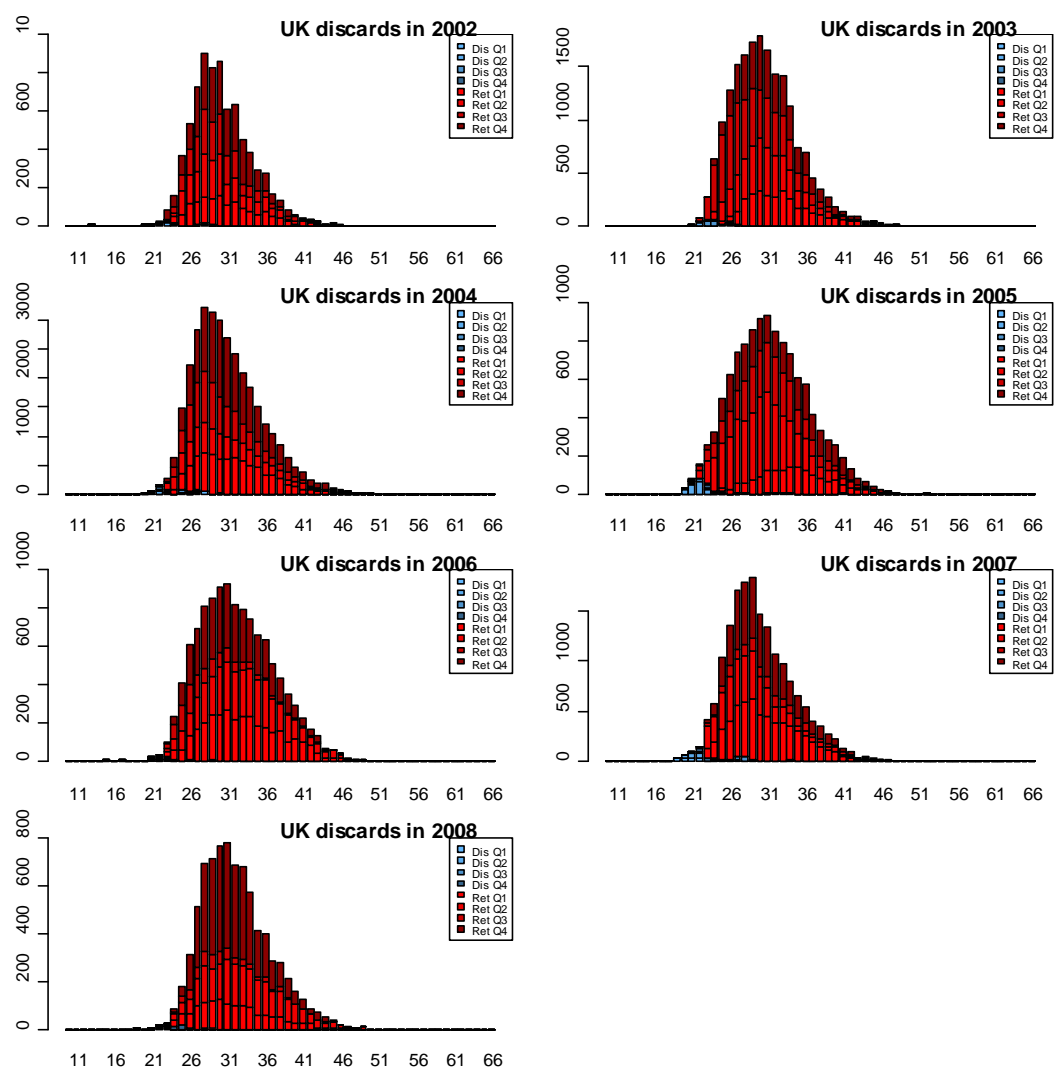 UK discards in 2002
10
600
200
0
Dis Q1
Dis Q2
Dis Q3
Dis Q4
Ret Q1
Ret Q2
Ret Q3
Ret Q4
11 16 21 26 31 36 41 46 51 56 61 66
UK discards in 2003
1500
1000
500
0
Dis Q1
Dis Q2
Dis Q3
Dis Q4
Ret Q1
Ret Q2
Ret Q3
Ret Q4
11 16 21 26 31 36 41 46 51 56 61 66
UK discards in 2004
3000
2000
1000
0
Dis Q1
Dis Q2
Dis Q3
Dis Q4
Ret Q1
Ret Q2
Ret Q3
Ret Q4
11 16 21 26 31 36 41 46 51 56 61 66
UK discards in 2005
1000
600
200
0
Dis Q1
Dis Q2
Dis Q3
Dis Q4
Ret Q1
Ret Q2
Ret Q3
Ret Q4
11 16 21 26 31 36 41 46 51 56 61 66
UK discards in 2006
1000
600
200
0
Dis Q1
Dis Q2
Dis Q3
Dis Q4
Ret Q1
Ret Q2
Ret Q3
Ret Q4
11 16 21 26 31 36 41 46 51 56 61 66
UK discards in 2007
1000
500
0
Dis Q1
Dis Q2
Dis Q3
Dis Q4
Ret Q1
Ret Q2
Ret Q3
Ret Q4
11 16 21 26 31 36 41 46 51 56 61 66
UK discards in 2008
800
600
400
200
0
Dis Q1
Dis Q2
Dis Q3
Dis Q4
Ret Q1
Ret Q2
Ret Q3
Ret Q4
11 16 21 26 31 36 41 46 51 56 61 66